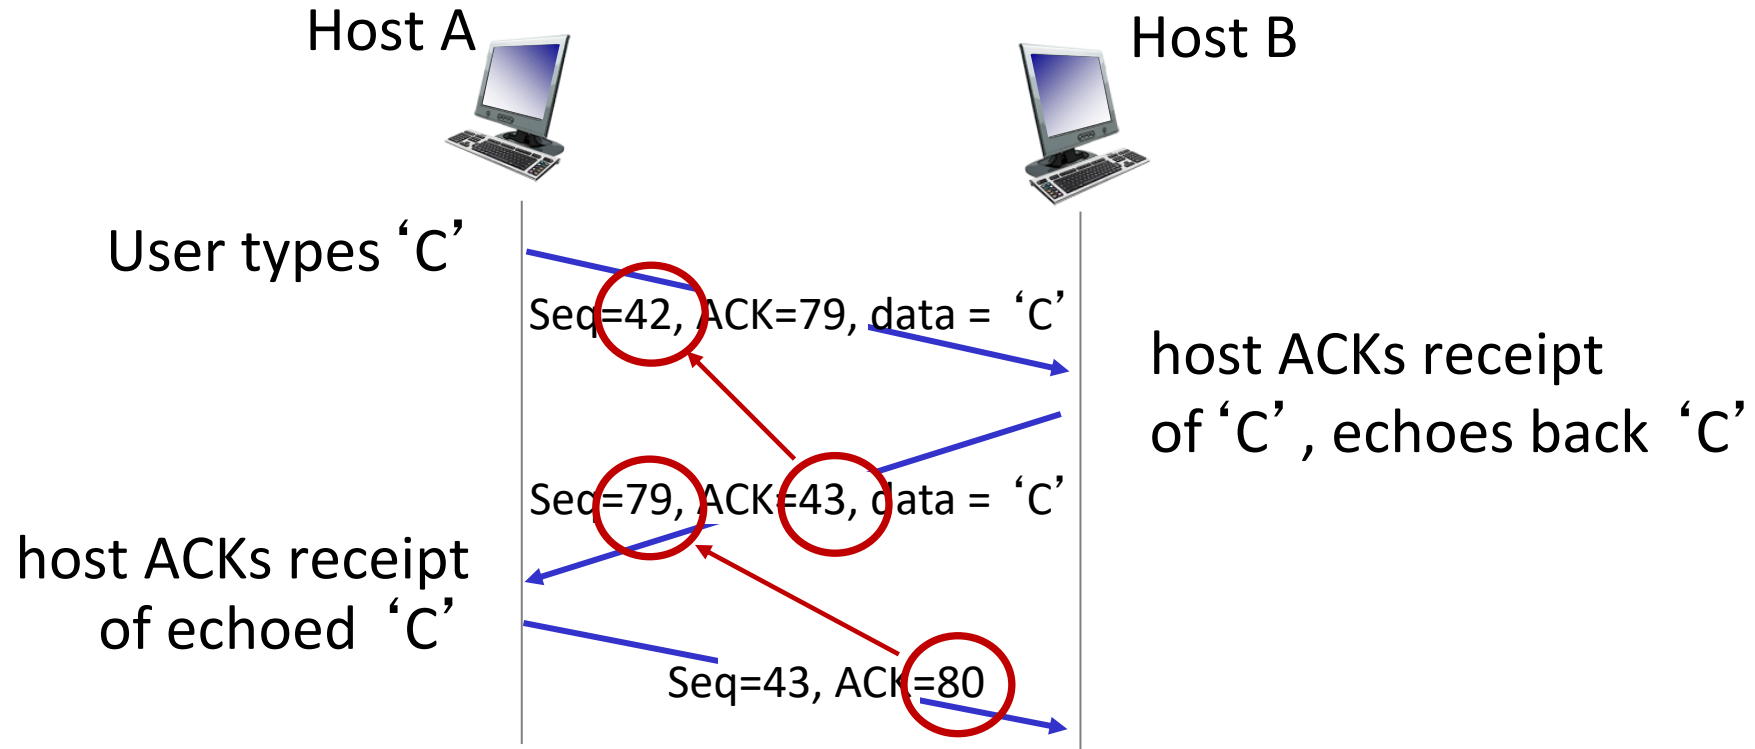 Host A
Host B
User types ‘C’
Seq=42, ACK=79, data = ‘C’
host ACKs receipt
of ‘C’, echoes back ‘C’
Seq=79, ACK=43, data = ‘C’
host ACKs receipt
of echoed ‘C’
Seq=43, ACK=80